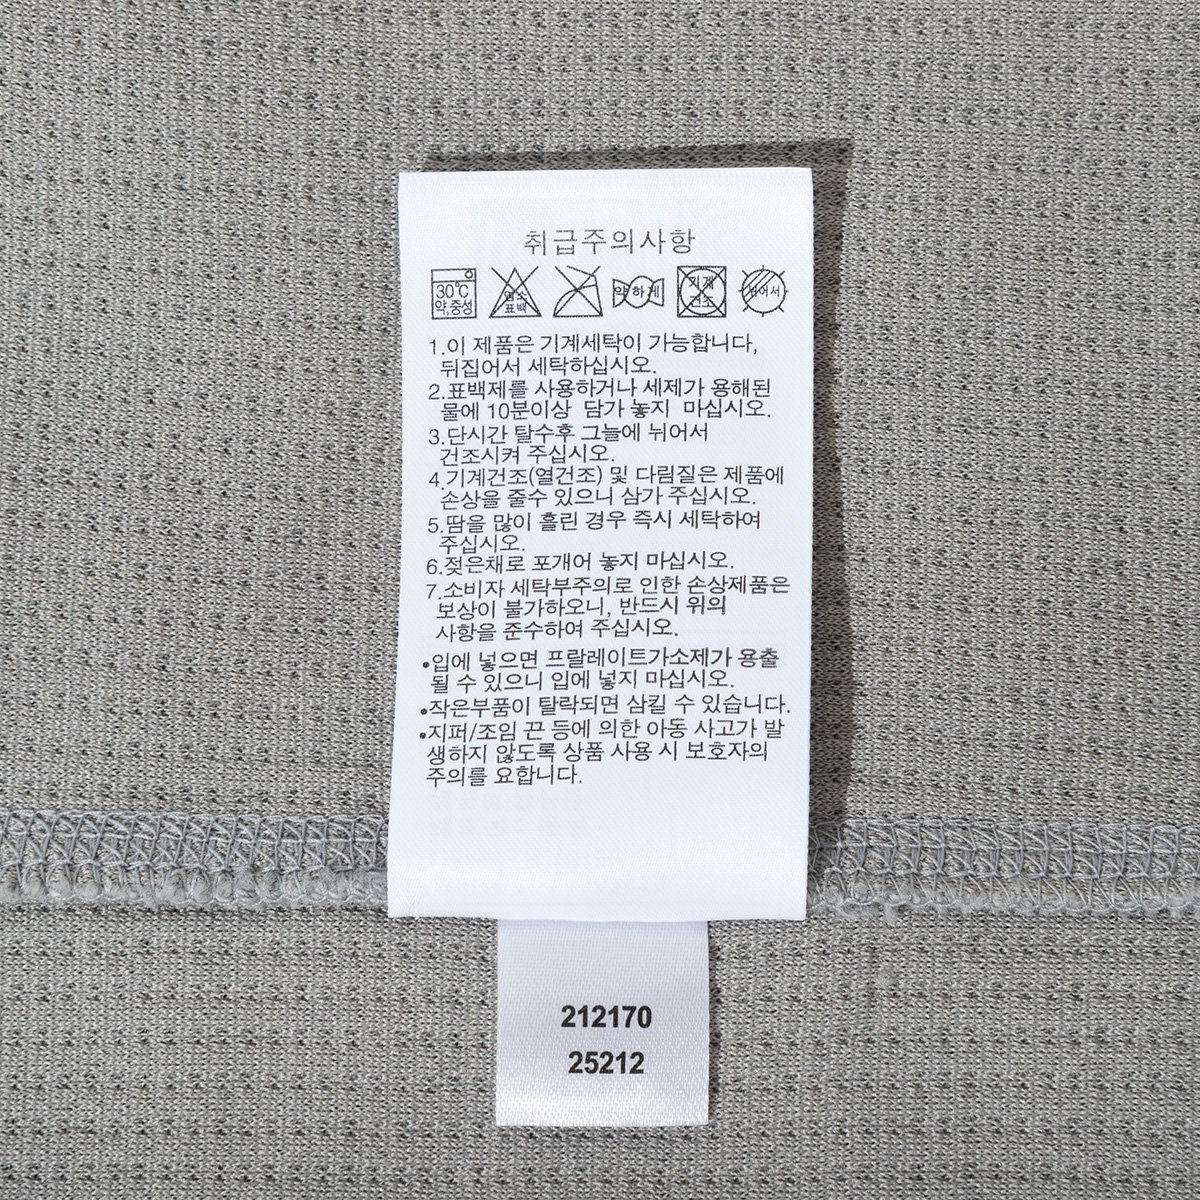 취급주의사항
30℃
약,중성
염소
표백
약하게
기계
건조
뉘어서
1.이 제품은 기계세탁이 가능합니다,
뒤집어서 세탁하십시오.
2.표백제를 사용하거나 세제가 용해된
물에 10분이상 담가 놓지 마십시오.
3.단시간 탈수후 그늘에 뉘어서
건조시켜 주십시오.
4.기계건조(열건조) 및 다림질은 제품에
손상을 줄수 있으니 삼가 주십시오.
5.땀을 많이 흘린 경우 즉시 세탁하여
주십시오.
6.젖은채로 포개어 놓지 마십시오.
7.소비자 세탁부주의로 인한 손상제품은
보상이 불가하오니, 반드시 위의
사항을 준수하여 주십시오.
•입에 넣으면 프탈레이트가소제가 용출
될 수 있으니 입에 넣지 마십시오.
•작은부품이 탈락되면 삼킬 수 있습니다.
•지퍼/조임 끈 등에 의한 아동 사고가 발
생하지 않도록 상품 사용 시 보호자의
주의를 요합니다.
212170
25212